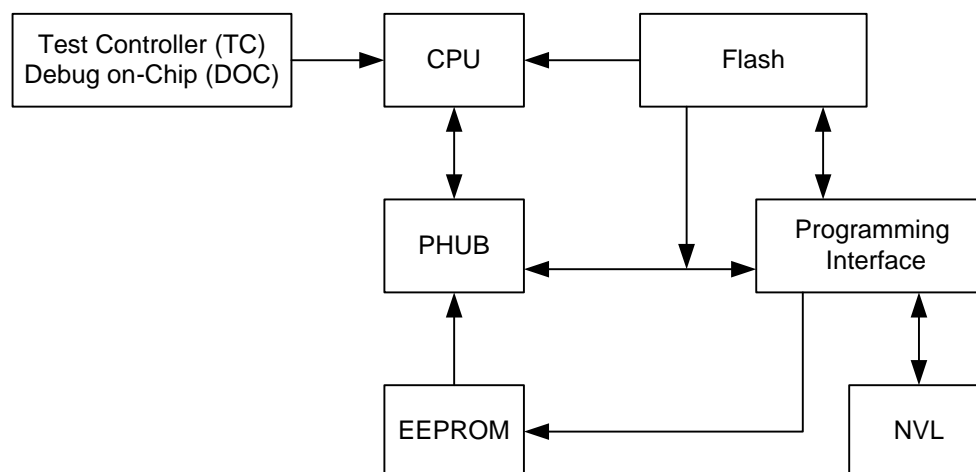 Test Controller (TC)
Debug on-Chip (DOC)
CPU
Flash
PHUB
Programming
Interface
EEPROM
NVL